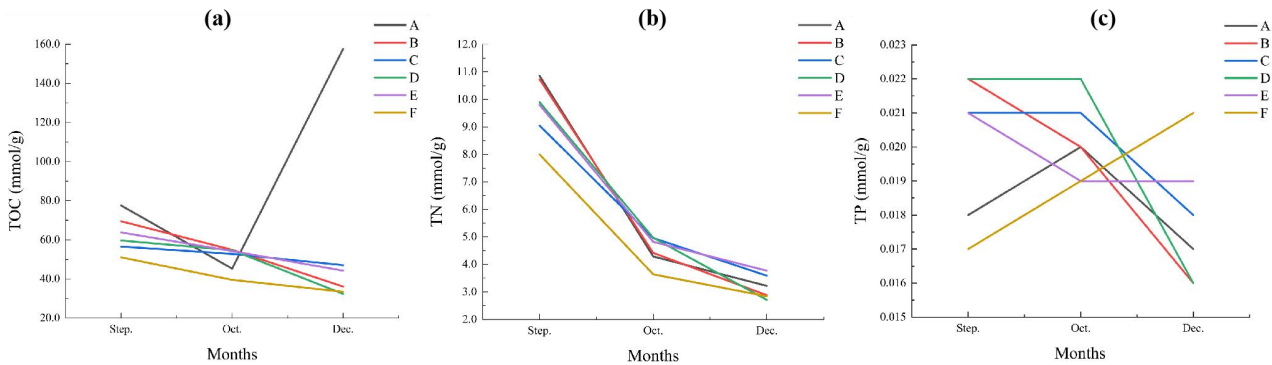 (a)
A
B
C
D
E
F
160.0
140.0
120.0
100.0
80.0
60.0
40.0
20.0
TOC (mmol/g)
Step.
Oct.
Dec.
Months
(b)
A
B
C
D
E
F
12.0
11.0
10.0
9.0
8.0
7.0
6.0
5.0
4.0
3.0
2.0
TN (mmol/g)
Step.
Oct.
Dec.
Months
(c)
A
B
C
D
E
F
0.023
0.022
0.021
0.020
0.019
0.018
0.017
0.016
0.015
TP (mmol/g)
Step.
Oct.
Dec.
Months